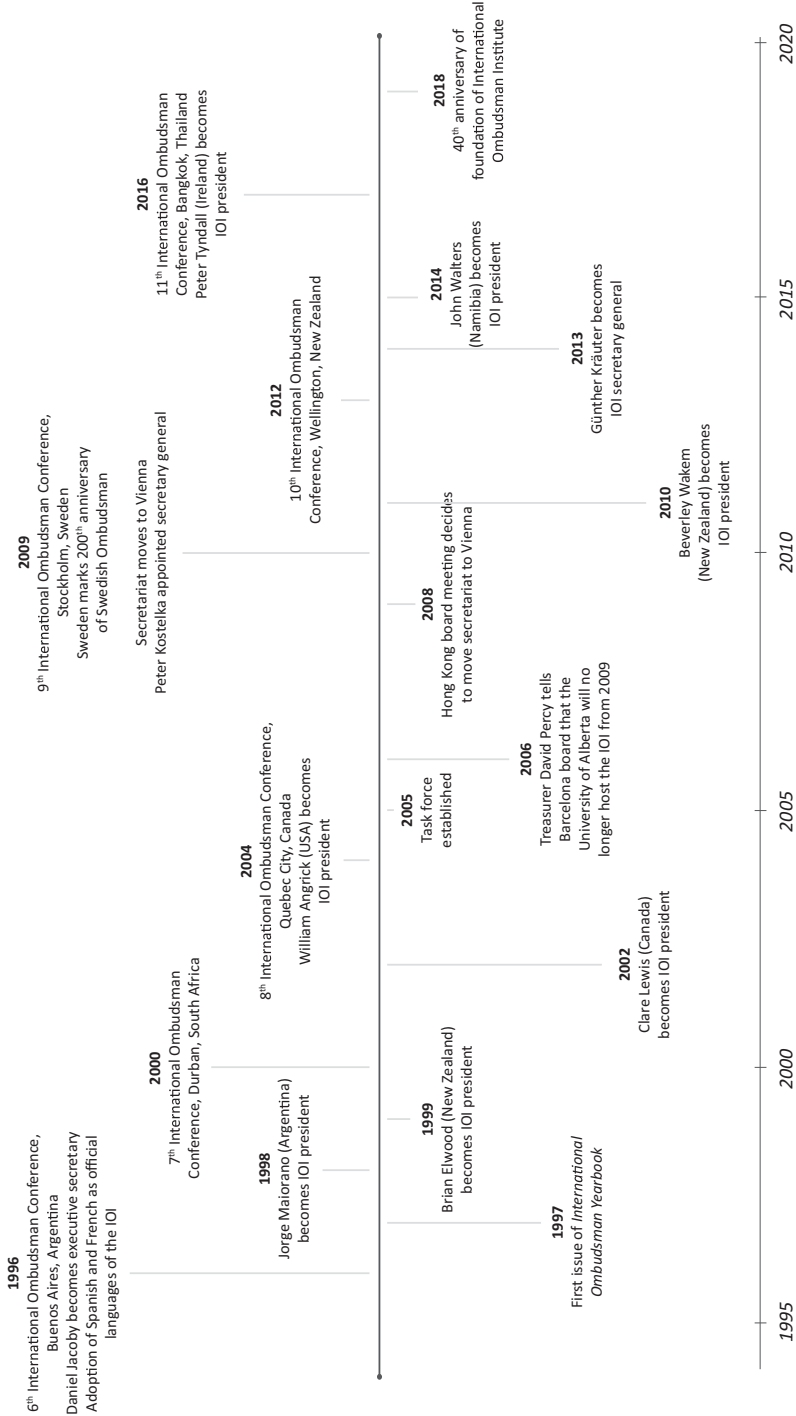 1996
6th International Ombudsman Conference,
Buenos Aires, Argentina
Daniel Jacoby becomes executive secretary
Adoption of Spanish and French as official
languages of the IOI
2000
7th International Ombudsman
Conference, Durban, South Africa
1998
Jorge Maiorano (Argentina)
becomes IOI president
2004
8th International Ombudsman Conference,
Quebec City, Canada
William Angrick (USA) becomes
IOI president
2009
9th International Ombudsman Conference,
Stockholm, Sweden
Sweden marks 200th anniversary
of Swedish Ombudsman
Secretariat moves to Vienna
Peter Kostelka appointed secretary general
2012
10th International Ombudsman
Conference, Wellington, New Zealand
2016
11th International Ombudsman
Conference, Bangkok, Thailand
Peter Tyndall (Ireland) becomes
IOI president
1997
First issue of International
Ombudsman Yearbook
1999
Brian Elwood (New Zealand)
becomes IOI president
2002
Clare Lewis (Canada)
becomes IOI president
2005
Task force
established
2006
Treasurer David Percy tells
Barcelona board that the
University of Alberta will no
longer host the IOI from 2009
2008
Hong Kong board meeting decides
to move secretariat to Vienna
2010
Beverley Wakem
(New Zealand) becomes
IOI president
2013
Günther Kräuter becomes
IOI secretary general
2014
John Walters
(Namibia) becomes
IOI president
2018
40th anniversary of
foundation of International
Ombudsman Institute
1995
2000
2005
2010
2015
2020